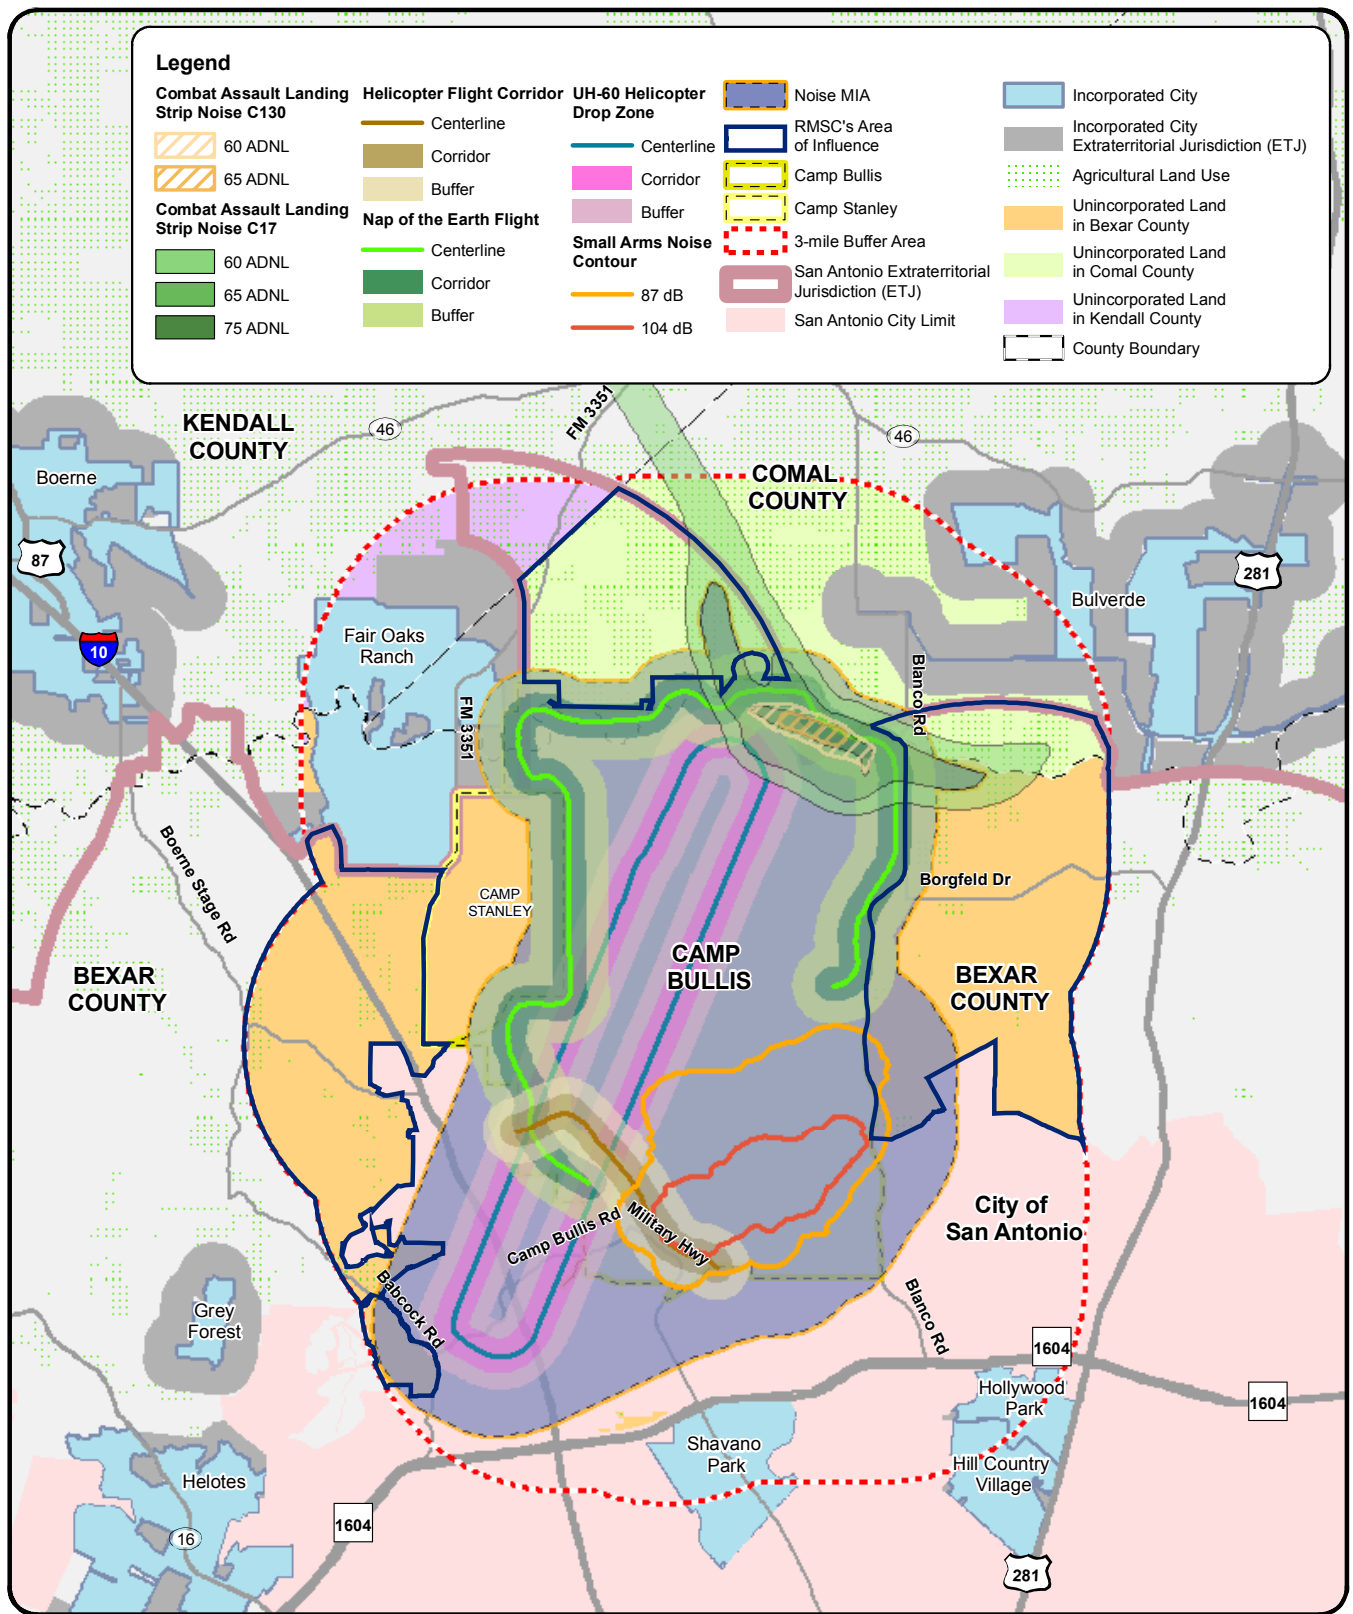 Legend
Combat Assault Landing
Strip Noise C130
60 ADNL
65 ADNL
Combat Assault Landing
Strip Noise C17
60 ADNL
65 ADNL
75 ADNL
Helicopter Flight Corridor
Centerline
Corridor
Buffer
Nap of the Earth Flight
Centerline
Corridor
Buffer
UH-60 Helicopter
Drop Zone
Centerline
Corridor
Buffer
Small Arms Noise
Contour
87 dB
104 dB
Noise MIA
RMSC's Area
of Influence
Camp Bullis
Camp Stanley
3-mile Buffer Area
San Antonio Extraterritorial
Jurisdiction (ETJ)
San Antonio City Limit
Incorporated City
Incorporated City
Extraterritorial Jurisdiction (ETJ)
Agricultural Land Use
Unincorporated Land
in Bexar County
Unincorporated Land
in Comal County
Unincorporated Land
in Kendall County
County Boundary
KENDALL
COUNTY
46
FM 3351
46
Boerne
COMAL
COUNTY
87
281
Bulverde
10
Fair Oaks
Ranch
FM 3351
Blanco Rd
Boerne Stage Rd
CAMP
STANLEY
Borgfeld Dr
CAMP
BULLIS
BEXAR
COUNTY
BEXAR
COUNTY
City of
San Antonio
Camp Bullis Rd
Military Hwy
Babcock Rd
Blanco Rd
Grey
Forest
1604
Hollywood
Park
1604
Shavano
Park
Hill Country
Village
Helotes
1604
16
281